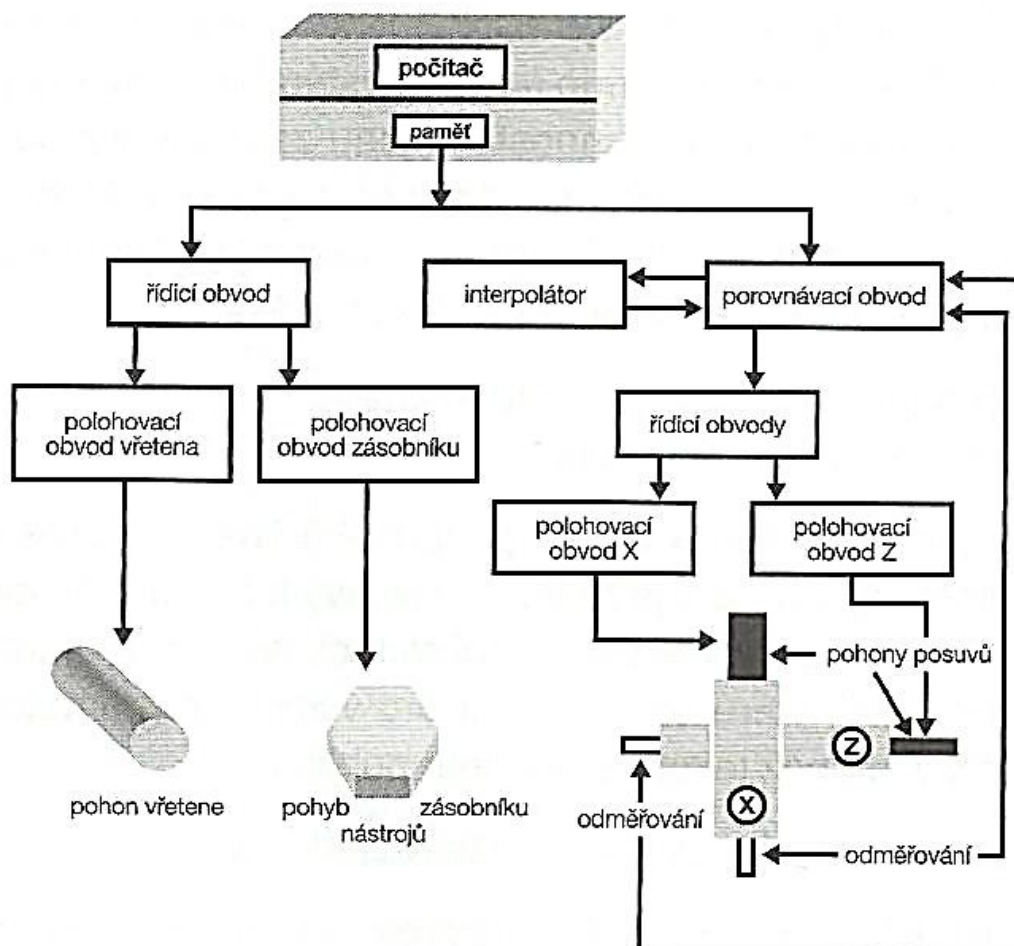 počítač
paměť
řídicí obvod
interpolátor
porovnávací obvod
polohovací
obvod vřetena
polohovací
obvod zásobníku
řídicí obvody
polohovací
obvod X
polohovací
obvod Z
pohony posuvů
Z
X
pohon vřetene
pohyb zásobníku
nástrojů
odměřování
odměřování